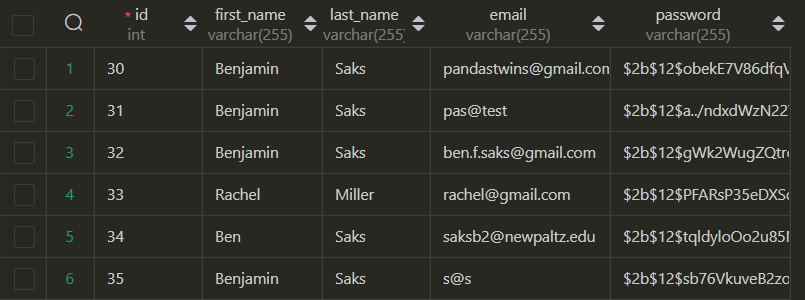 * id first_name last_name email password
int varchar(255) varchar(255) varchar(255) varchar(255)
1 30 Benjamin Saks pandastwins@gmail.com $2b$12$obekE7V86dfqV
2 31 Benjamin Saks pas@test $2b$12$a../ndxdWzN22
3 32 Benjamin Saks ben.f.saks@gmail.com $2b$12$gWk2WugZQtr
4 33 Rachel Miller rachel@gmail.com $2b$12$PFARsP35eDXS
5 34 Ben Saks saksb2@newpaltz.edu $2b$12$tqldyIoOo2u85
6 35 Benjamin Saks s@s $2b$12$sb76VkuveB2zo